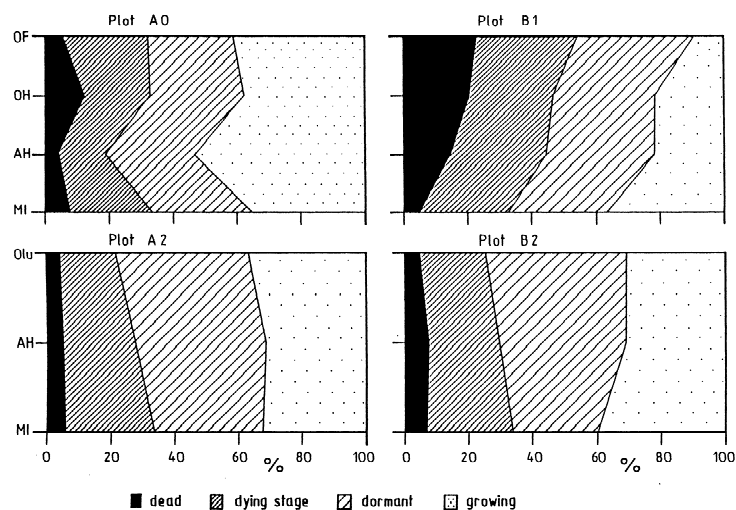 Plot A0 Plot B1
OF
OH
AH
MI
Plot A2 Plot B2
Olu
AH
MI
0 20 40 60 % 80 100 0 20 40 60 % 80 100
dead dying stage dormant growing